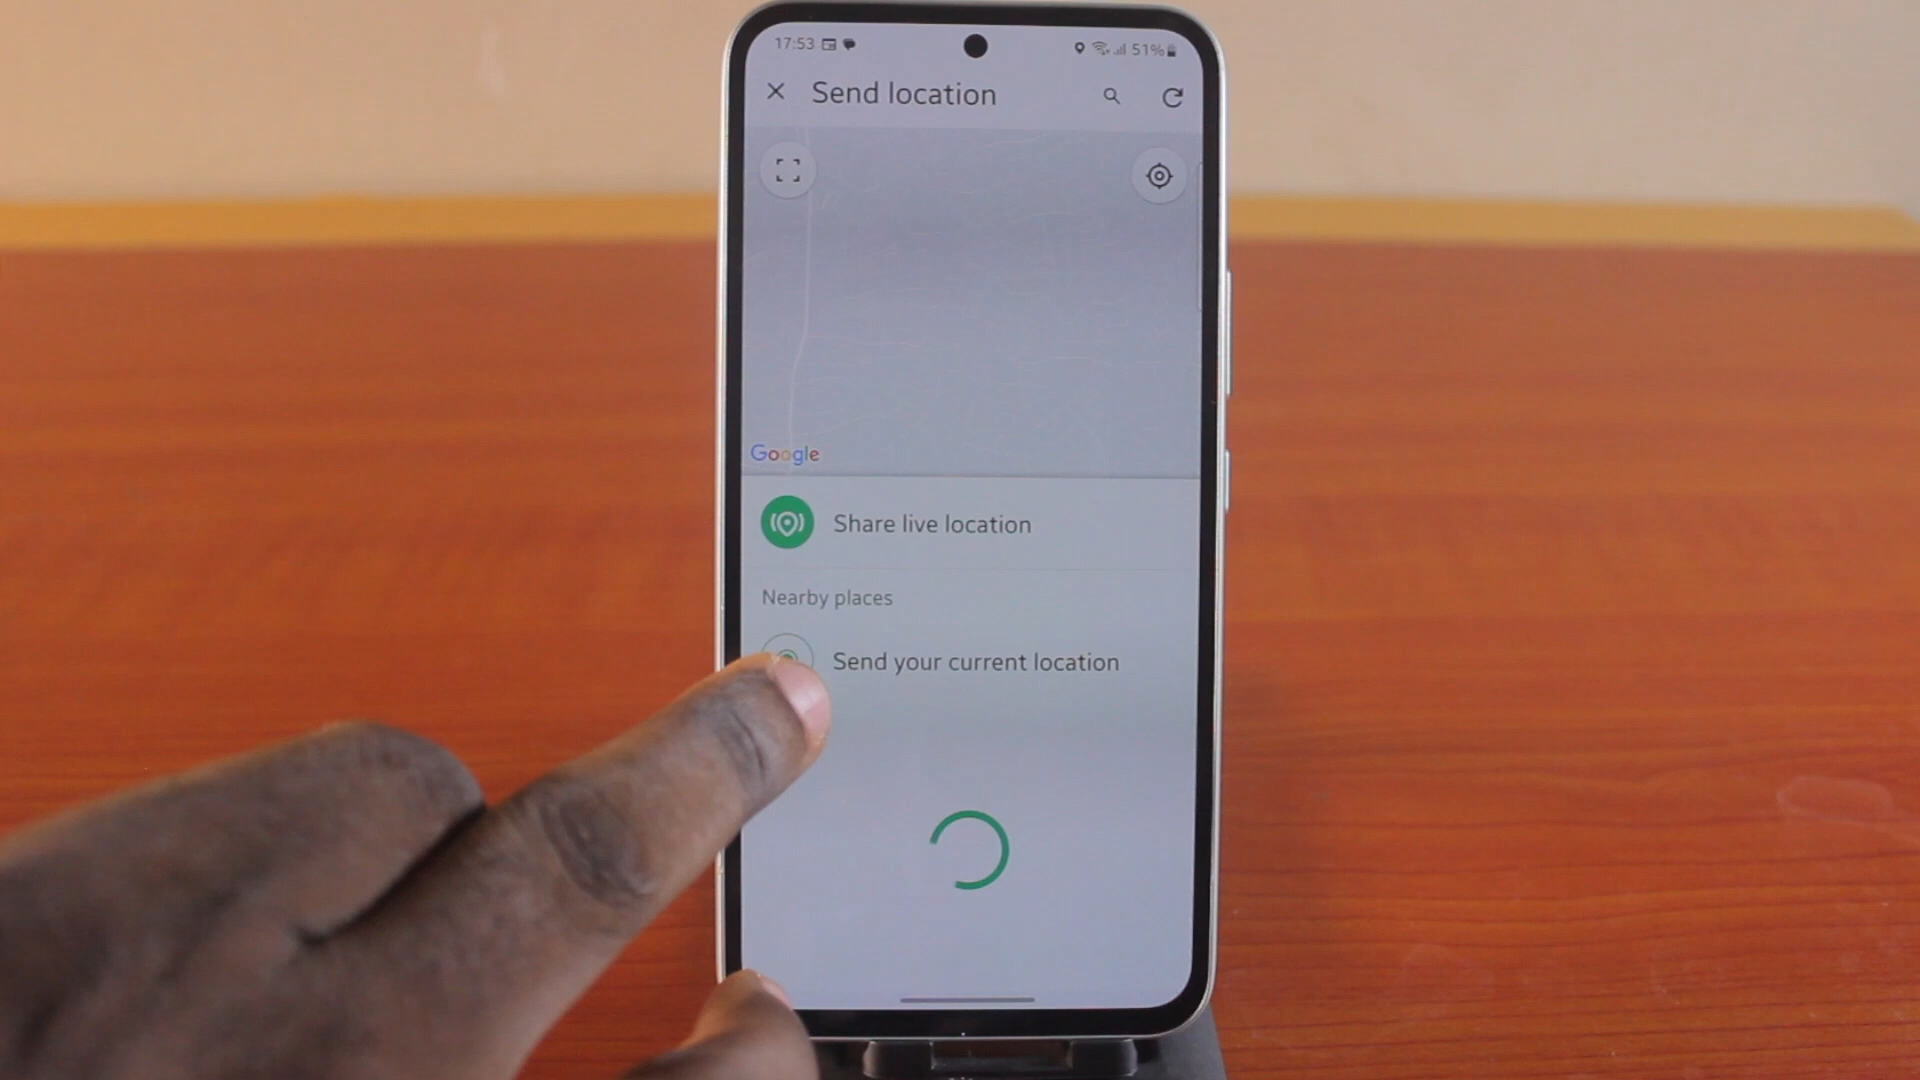 17:53 51%
Send location
Google
Share live location
Nearby places
Send your current location